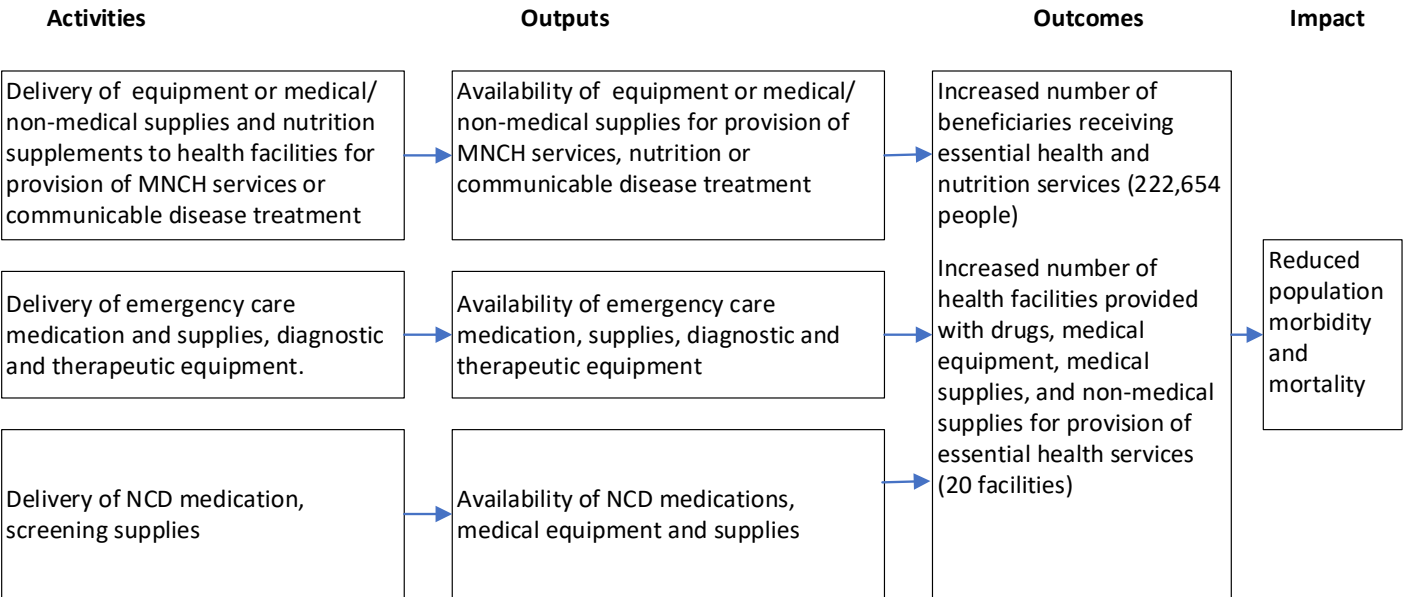 Activities
Outputs
Outcomes
Impact
Delivery of equipment or medical/
non-medical supplies and nutrition
supplements to health facilities for
provision of MNCH services or
communicable disease treatment
Availability of equipment or medical/
non-medical supplies for provision of
MNCH services, nutrition or
communicable disease treatment
Increased number of
beneficiaries receiving
essential health and
nutrition services (222,654
people)
Increased number of
health facilities provided
with drugs, medical
equipment, medical
supplies, and non-medical
supplies for provision of
essential health services
(20 facilities)
Reduced
population
morbidity
and
mortality
Delivery of emergency care
medication and supplies, diagnostic
and therapeutic equipment.
Availability of emergency care
medication, supplies, diagnostic and
therapeutic equipment
Delivery of NCD medication,
screening supplies
Availability of NCD medications,
medical equipment and supplies